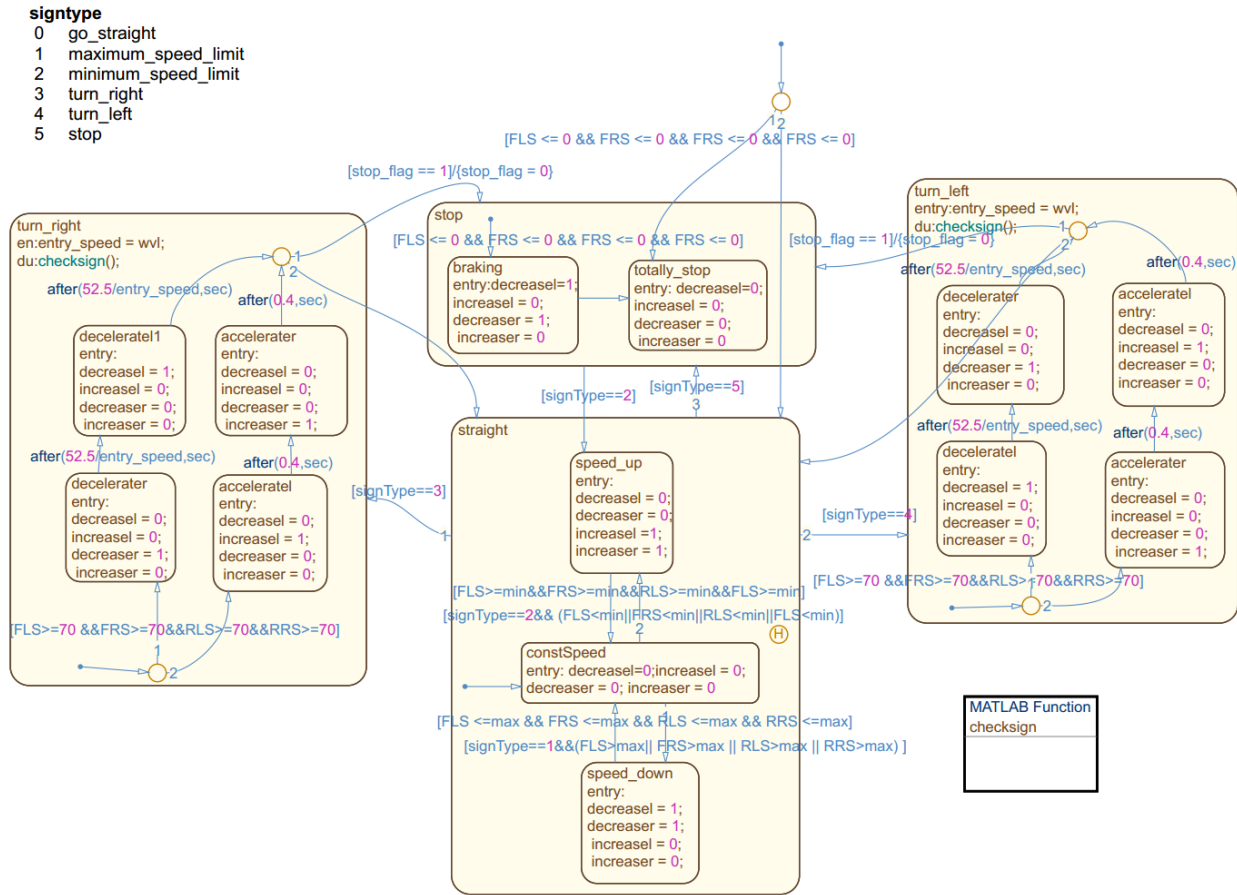 signtype
0 go_straight
1 maximum_speed_limit
2 minimum_speed_limit
3 turn_right
4 turn_left
5 stop
1
2
[FLS <= 0 && FRS <= 0 && FRS <= 0 && FRS <= 0]
[stop_flag == 1]/{stop_flag = 0}
turn_right
en:entry_speed = wvl;
du:checksign();
1
2
after(52.5/entry_speed,sec)
after(0.4,sec)
deceleratel1
entry:
decreasel = 1;
increasel = 0;
decreaser = 0;
increaser = 0;
accelerater
entry:
decreasel = 0;
increasel = 0;
decreaser = 0;
increaser = 1;
after(52.5/entry_speed,sec)
after(0.4,sec)
decelerater
entry:
decreasel = 0;
increasel = 0;
decreaser = 1;
increaser = 0;
acceleratel
entry:
decreasel = 0;
increasel = 1;
decreaser = 0;
increaser = 0;
[FLS>=70 &&FRS>=70&&RLS>=70&&RRS>=70]
1
2
stop
[FLS <= 0 && FRS <= 0 && FRS <= 0 && FRS <= 0]
braking
entry:decreasel=1;
increasel = 0;
decreaser = 1;
increaser = 0
totally_stop
entry: decreasel=0;
increasel = 0;
decreaser = 0;
increaser = 0
[signType==2]
[signType==5]
3
straight
speed_up
entry:
decreasel = 0;
decreaser = 0;
increasel =1;
increaser = 1;
[signType==3]
1
[signType==4]
2
[FLS>=min&&FRS>=min&&RLS>=min&&FLS>=min]
[signType==2&& (FLS<min||FRS<min||RLS<min||FLS<min)]
2
H
constSpeed
entry: decreasel=0;increasel = 0;
decreaser = 0; increaser = 0
[FLS <=max && FRS <=max && RLS <=max && RRS <=max]
1
[signType==1&&(FLS>max|| FRS>max || RLS>max || RRS>max) ]
speed_down
entry:
decreasel = 1;
decreaser = 1;
increasel = 0;
increaser = 0;
turn_left
entry:entry_speed = wvl;
du:checksign();
[stop_flag == 1]/{stop_flag = 0}
1
2
after(52.5/entry_speed,sec)
after(0.4,sec)
decelerater
entry:
decreasel = 0;
increasel = 0;
decreaser = 1;
increaser = 0;
acceleratel
entry:
decreasel = 0;
increasel = 1;
decreaser = 0;
increaser = 0;
after(52.5/entry_speed,sec)
after(0.4,sec)
deceleratel
entry:
decreasel = 1;
increasel = 0;
decreaser = 0;
increaser = 0;
accelerater
entry:
decreasel = 0;
increasel = 0;
decreaser = 0;
increaser = 1;
[FLS>=70 &&FRS>=70&&RLS>=70&&RRS>=70]
1
2
MATLAB Function
checksign